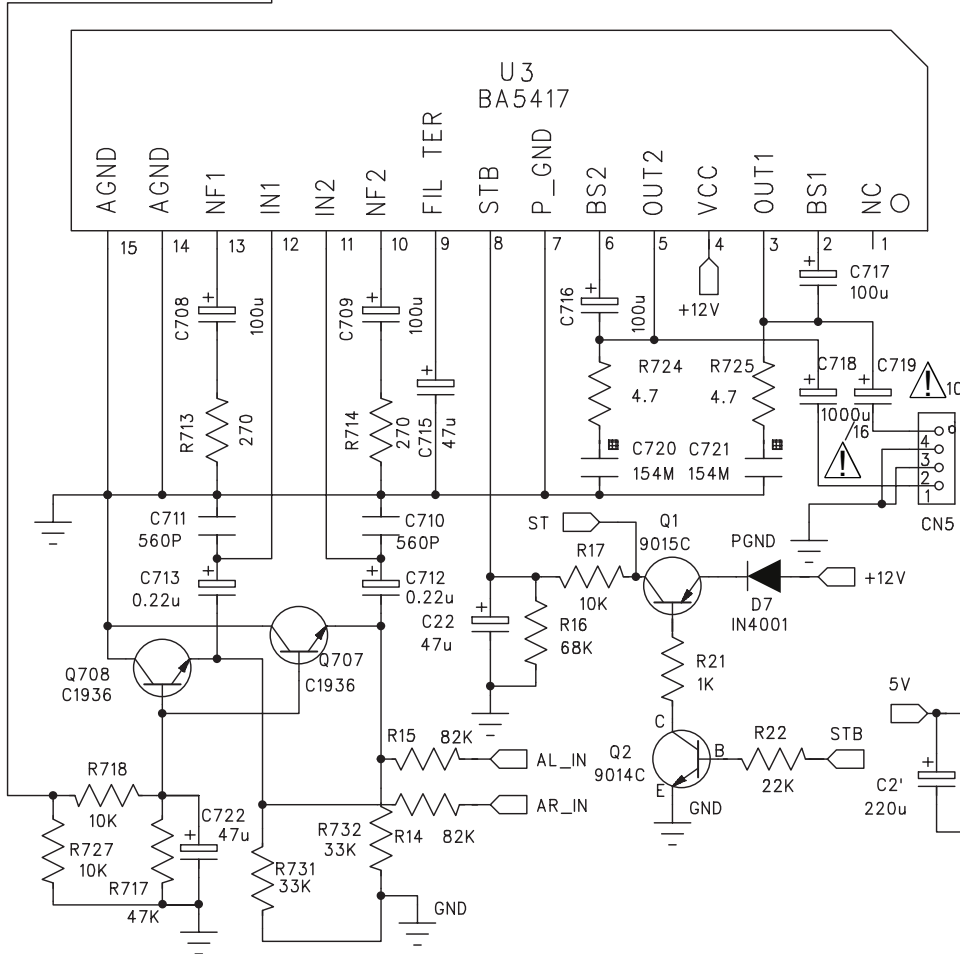 U3
BA5417
AGND
AGND
NF1
IN1
IN2
NF2
FIL TER
STB
P_GND
BS2
OUT2
VCC
OUT1
BS1
NC
15
14
13
12
11
10
9
8
7
6
5
4
3
2
1
C708
100u
C709
100u
C716
100u
+12V
C717
100u
R713
270
R714
270
C715
47u
R724
4.7
R725
4.7
C718
C719
1000u
16
10
C720
154M
C721
154M
4
3
2
1
CN5
C711
560P
C710
560P
ST
Q1
9015C
PGND
C713
0.22u
C712
0.22u
R17
10K
+12V
D7
IN4001
C22
47u
R16
68K
Q708
C1936
Q707
C1936
R21
1K
5V
R15
82K
AL_IN
Q2
9014C
C
B
E
R22
22K
STB
GND
C2'
220u
R718
10K
C722
47u
AR_IN
R727
10K
R732
33K
R14
82K
R717
47K
R731
33K
GND